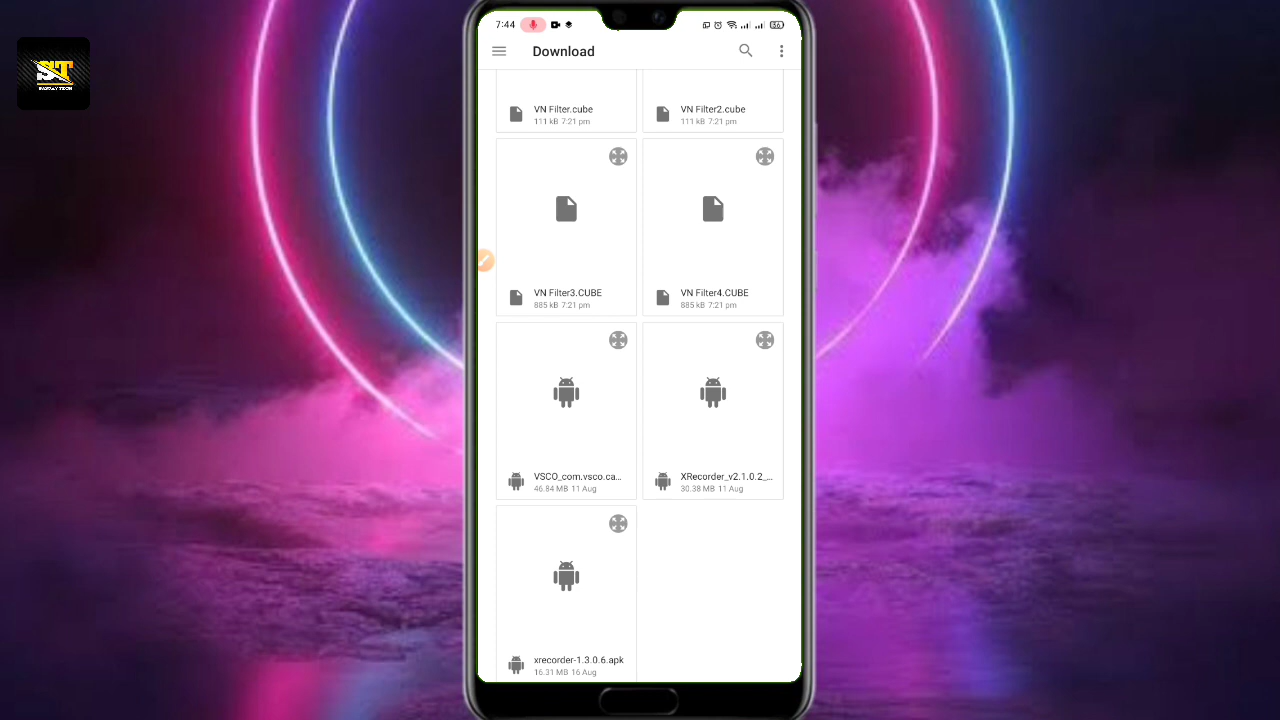 ST
7:44
56
Download
VN Filter.cube
111 kB 7:21 pm
VN Filter2.cube
111 kB 7:21 pm
VN Filter3.CUBE
885 kB 7:21 pm
VN Filter4.CUBE
885 kB 7:21 pm
VSCO_com.vsco.ca...
46.84 MB 11 Aug
XRecorder_v2.1.0.2_...
30.38 MB 11 Aug
xrecorder-1.3.0.6.apk
16.31 MB 16 Aug